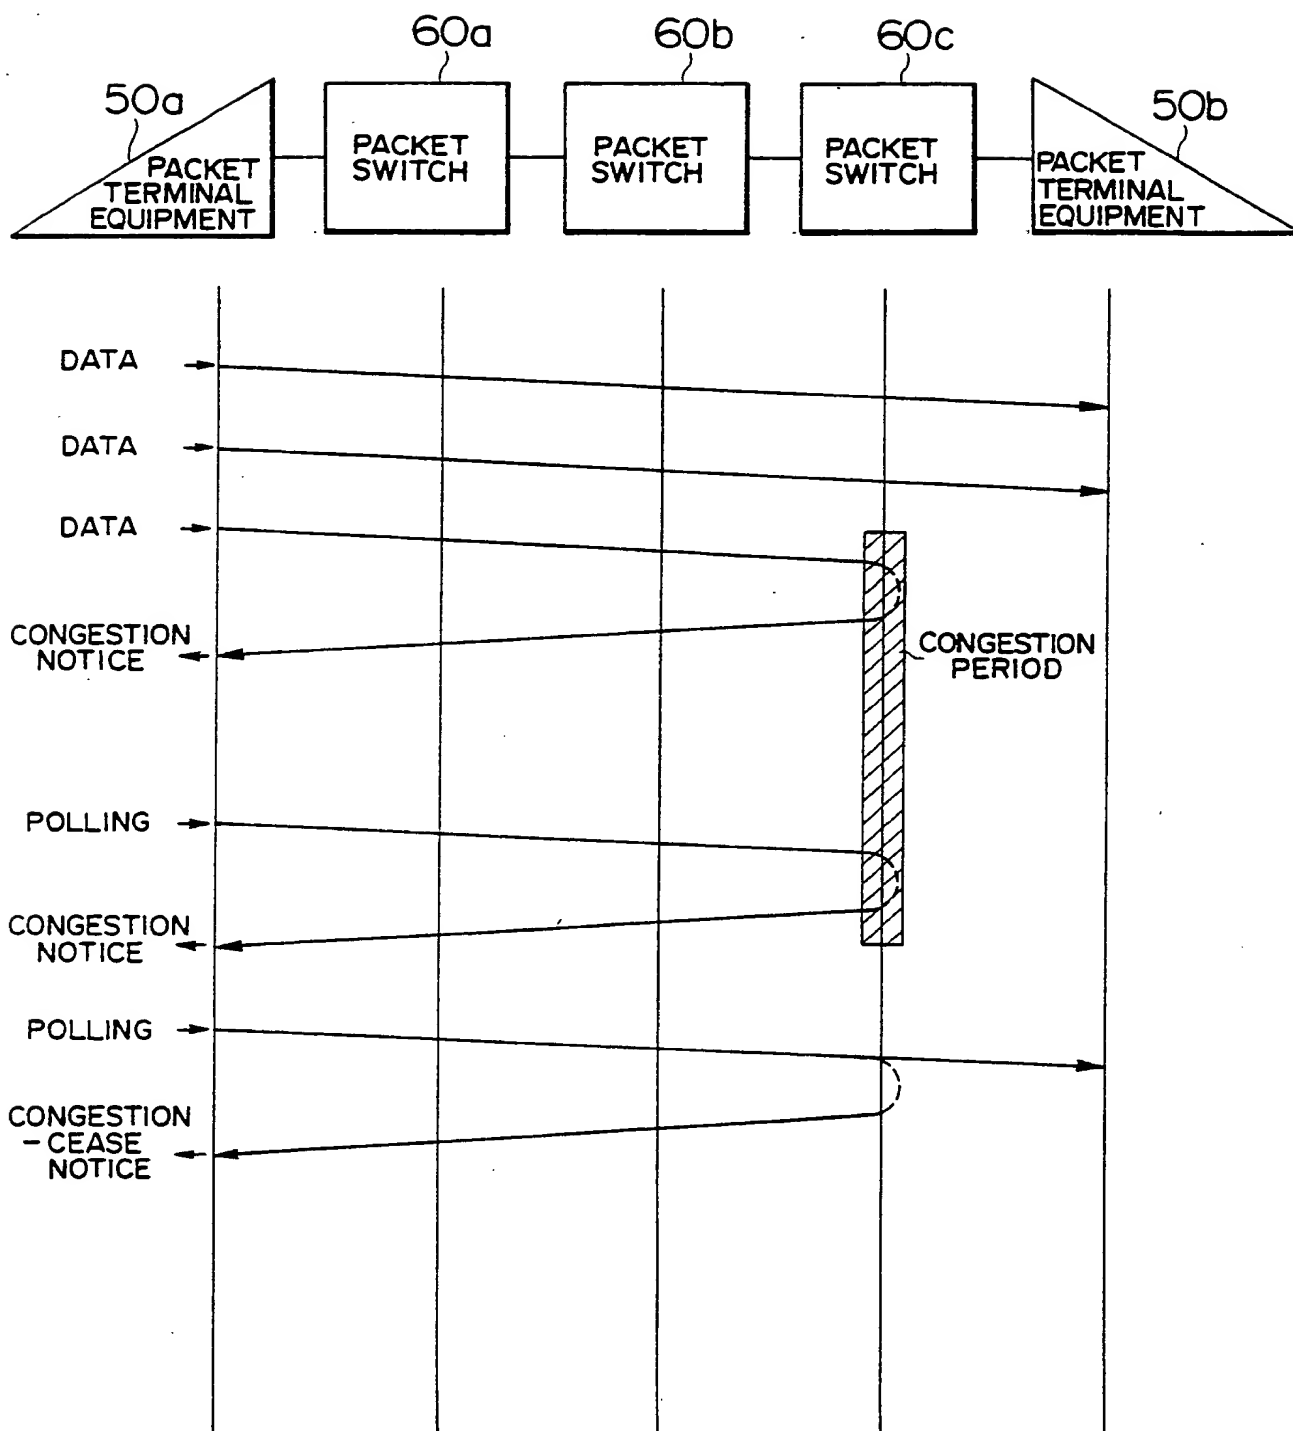 60a
60b
60c
50a
50b
PACKET
TERMINAL
EQUIPMENT
PACKET
SWITCH
PACKET
SWITCH
PACKET
SWITCH
PACKET
TERMINAL
EQUIPMENT
DATA
DATA
DATA
CONGESTION
NOTICE
CONGESTION
PERIOD
POLLING
CONGESTION
NOTICE
POLLING
CONGESTION
-CEASE
NOTICE